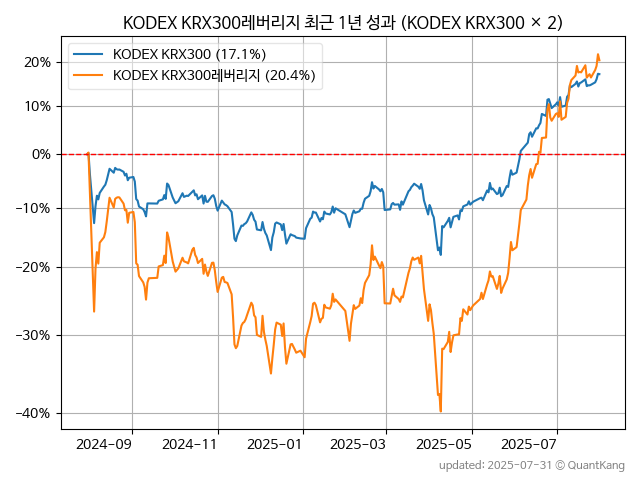 KODEX KRX300레버리지 최근 1년 성과 (KODEX KRX300 × 2)
KODEX KRX300 (17.1%)
KODEX KRX300레버리지 (20.4%)
20%
10%
0%
−10%
−20%
−30%
−40%
2024-09 2024-11 2025-01 2025-03 2025-05 2025-07
updated: 2025-07-31 © QuantKang